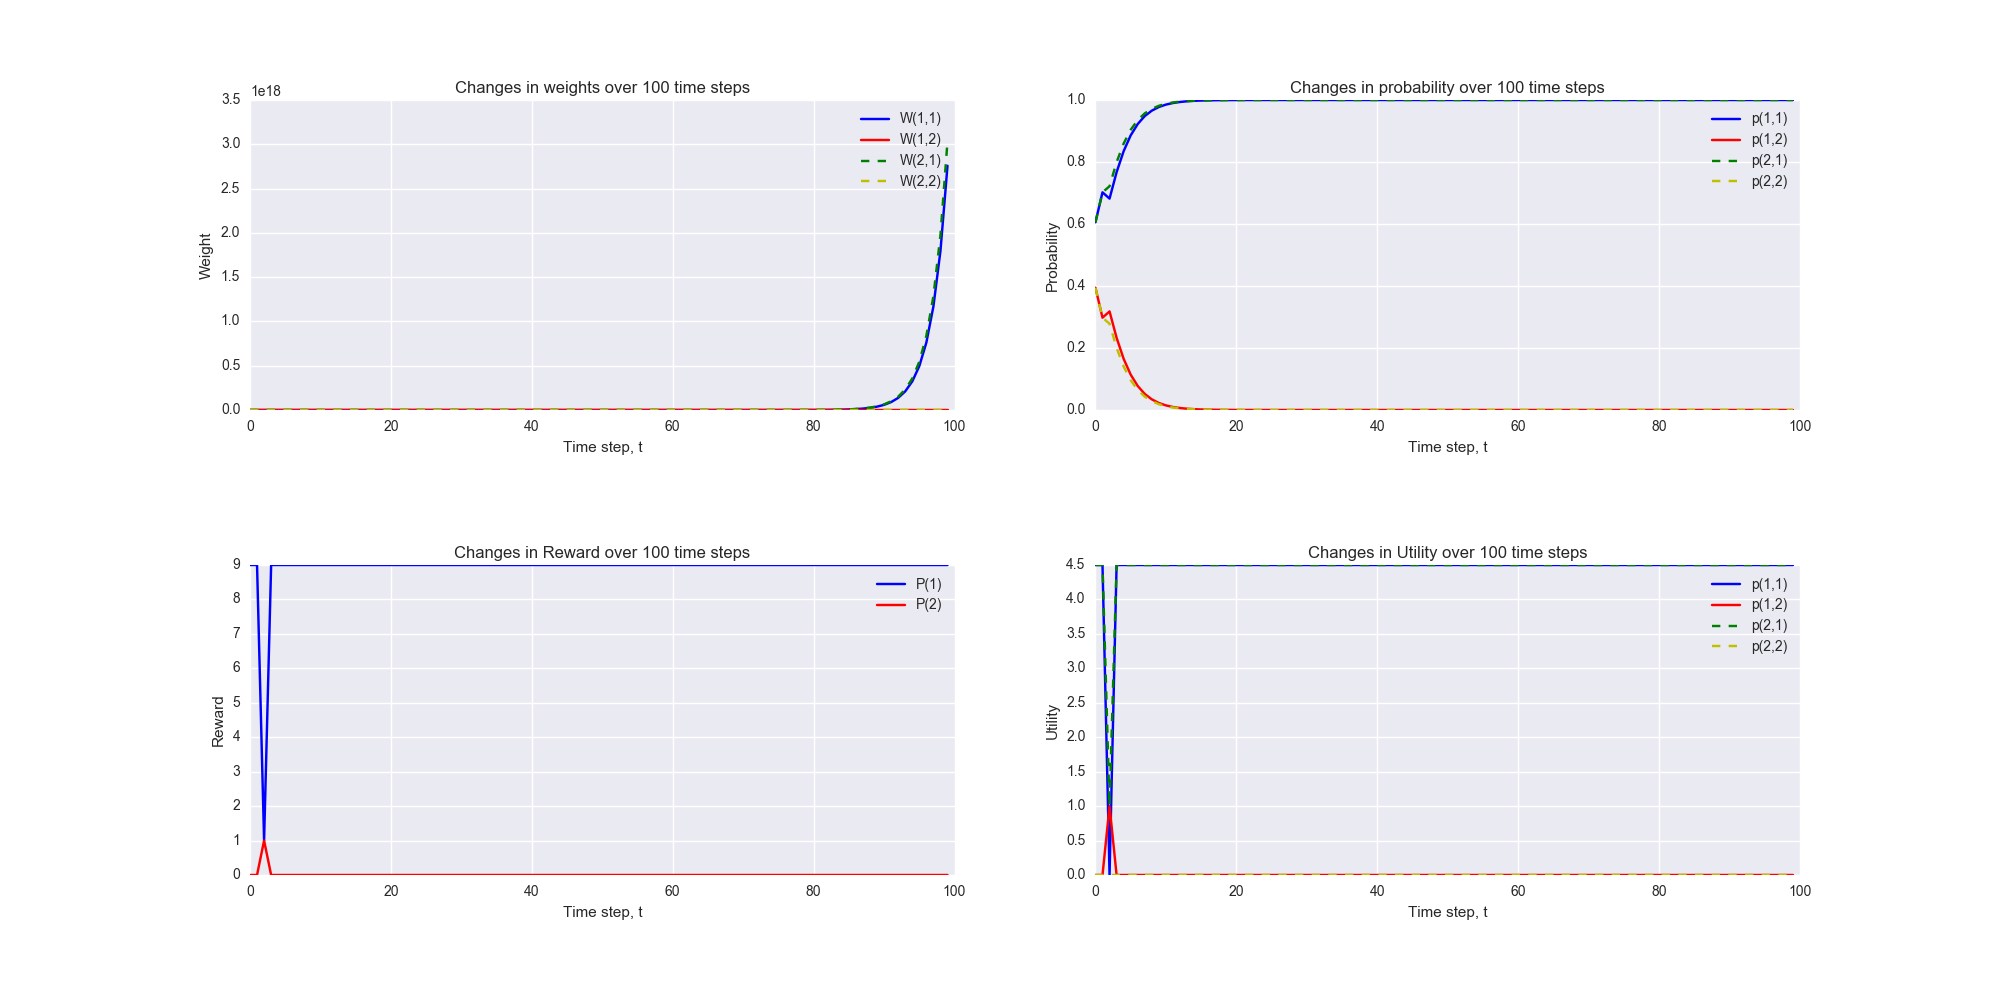 Changes in weights over 100 time steps
1e18
3.5
3.0
2.5
2.0
1.5
1.0
0.5
0.0
Weight
W(1,1)
W(1,2)
W(2,1)
W(2,2)
0 20 40 60 80 100
Time step, t
Changes in probability over 100 time steps
1.0
0.8
0.6
0.4
0.2
0.0
Probability
p(1,1)
p(1,2)
p(2,1)
p(2,2)
0 20 40 60 80 100
Time step, t
Changes in Reward over 100 time steps
9
8
7
6
5
4
3
2
1
0
Reward
P(1)
P(2)
0 20 40 60 80 100
Time step, t
Changes in Utility over 100 time steps
4.5
4.0
3.5
3.0
2.5
2.0
1.5
1.0
0.5
0.0
Utility
p(1,1)
p(1,2)
p(2,1)
p(2,2)
0 20 40 60 80 100
Time step, t